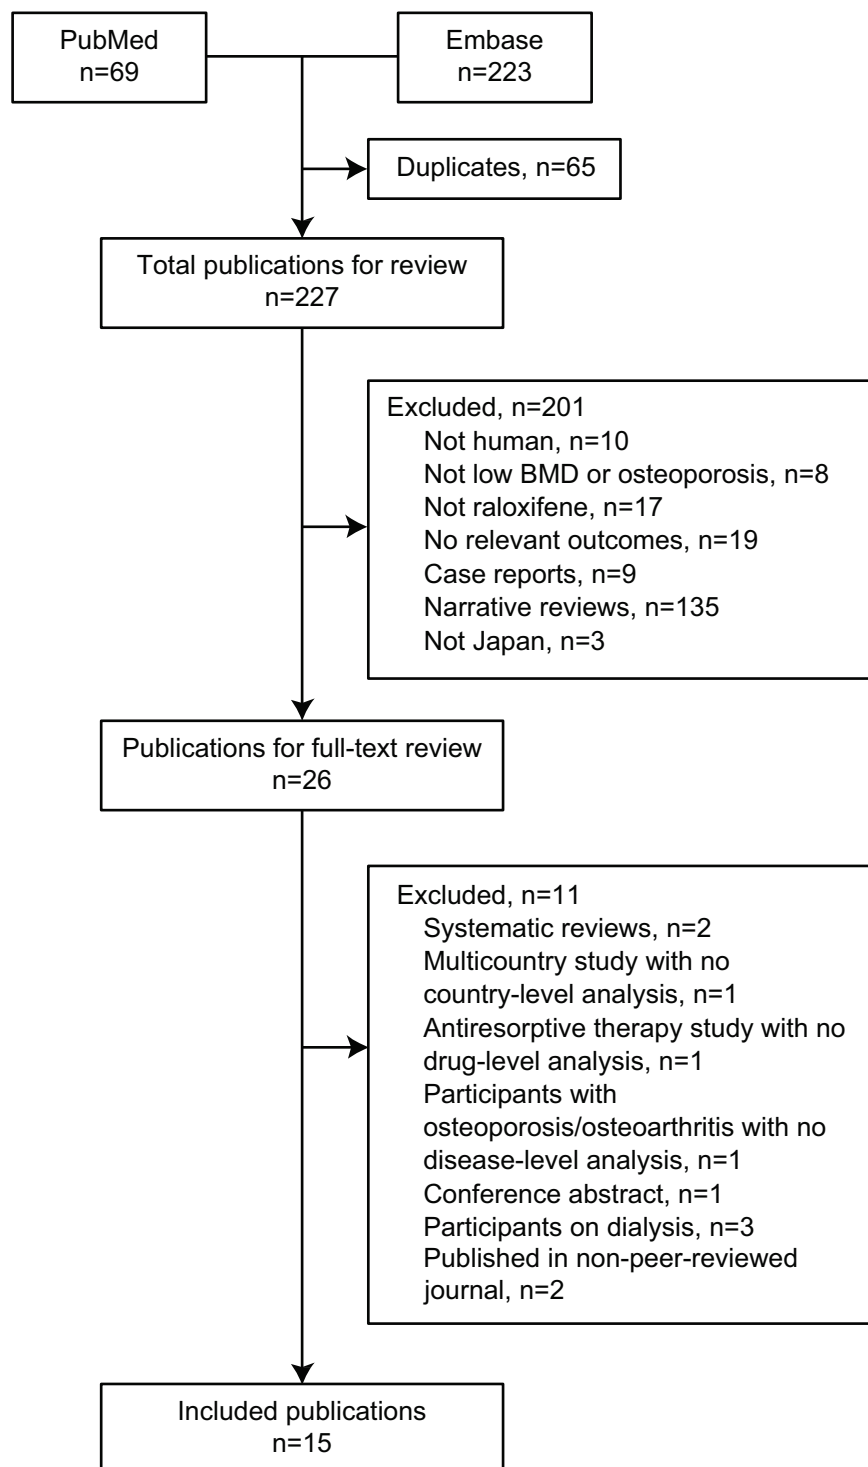 PubMed
n=69
Embase
n=223
Duplicates, n=65
Total publications for review
n=227
Excluded, n=201
Not human, n=10
Not low BMD or osteoporosis, n=8
Not raloxifene, n=17
No relevant outcomes, n=19
Case reports, n=9
Narrative reviews, n=135
Not Japan, n=3
Publications for full-text review
n=26
Excluded, n=11
Systematic reviews, n=2
Multicountry study with no
country-level analysis, n=1
Antiresorptive therapy study with no
drug-level analysis, n=1
Participants with
osteoporosis/osteoarthritis with no
disease-level analysis, n=1
Conference abstract, n=1
Participants on dialysis, n=3
Published in non-peer-reviewed
journal, n=2
Included publications
n=15